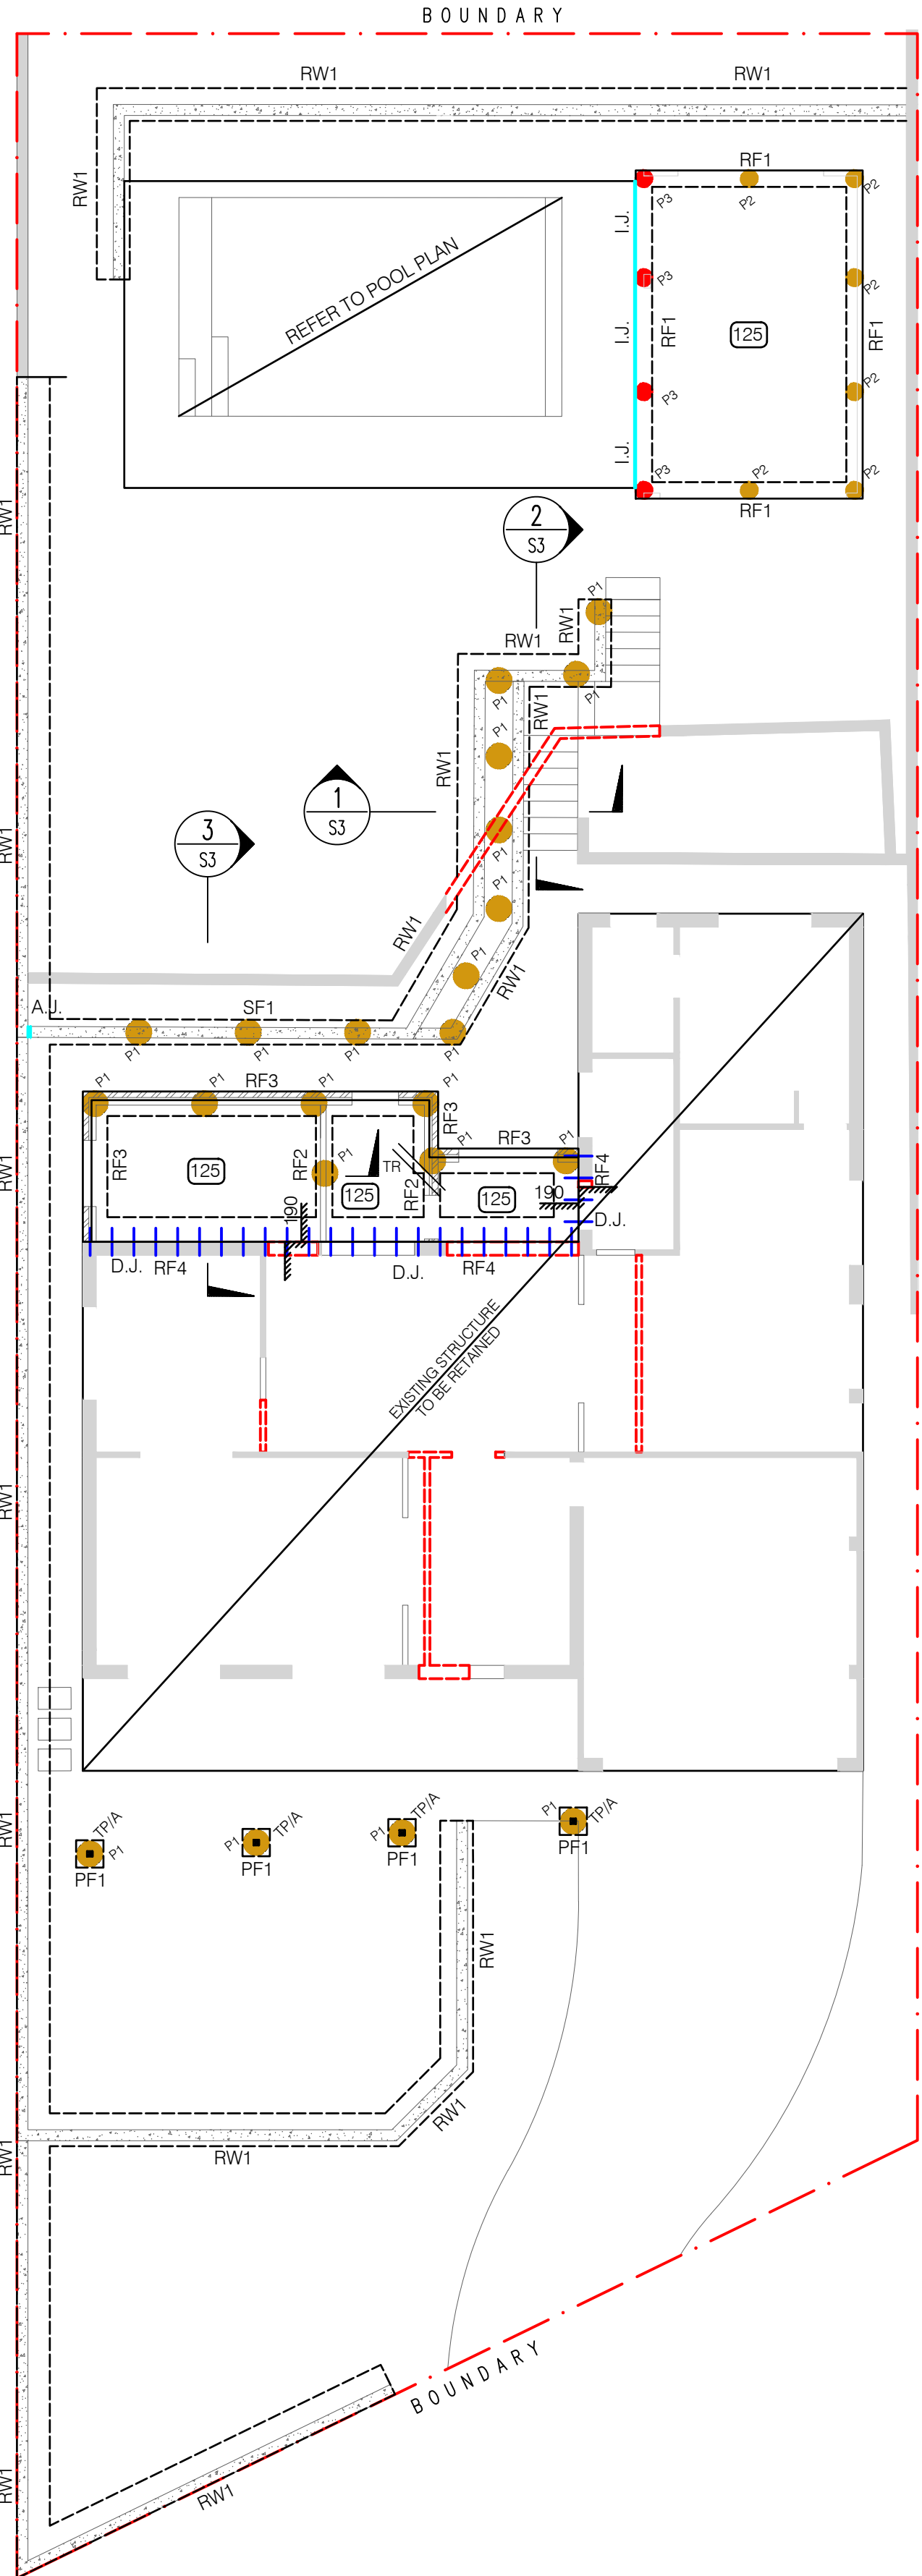 BOUNDARY
RW1
RW1
RW1
RF1
P3
P2
P2
I.J.
REFER TO POOL PLAN
P3
P2
I.J.
RF1
125
RF1
P3
P2
I.J.
P3
P2
P2
RF1
RW1
2
S3
P1
RW1
RW1
P1
P1
RW1
P1
RW1
1
S3
3
S3
RW1
P1
P1
RW1
P1
RW1
A.J.
SF1
P1
P1
P1
P1
RF3
P1
P1
P1
P1
RF3
RF3
P1
P1
RW1
RF3
125
RF2
P1
TR
125
RF2
125
190
RF4
190
D.J.
D.J.
RF4
D.J.
RF4
EXISTING STRUCTURE
TO BE RETAINED
RW1
RW1
TP/A
P1
PF1
P1
TP/A
PF1
P1
TP/A
PF1
P1
TP/A
PF1
RW1
RW1
RW1
RW1
BOUNDARY
RW1
RW1